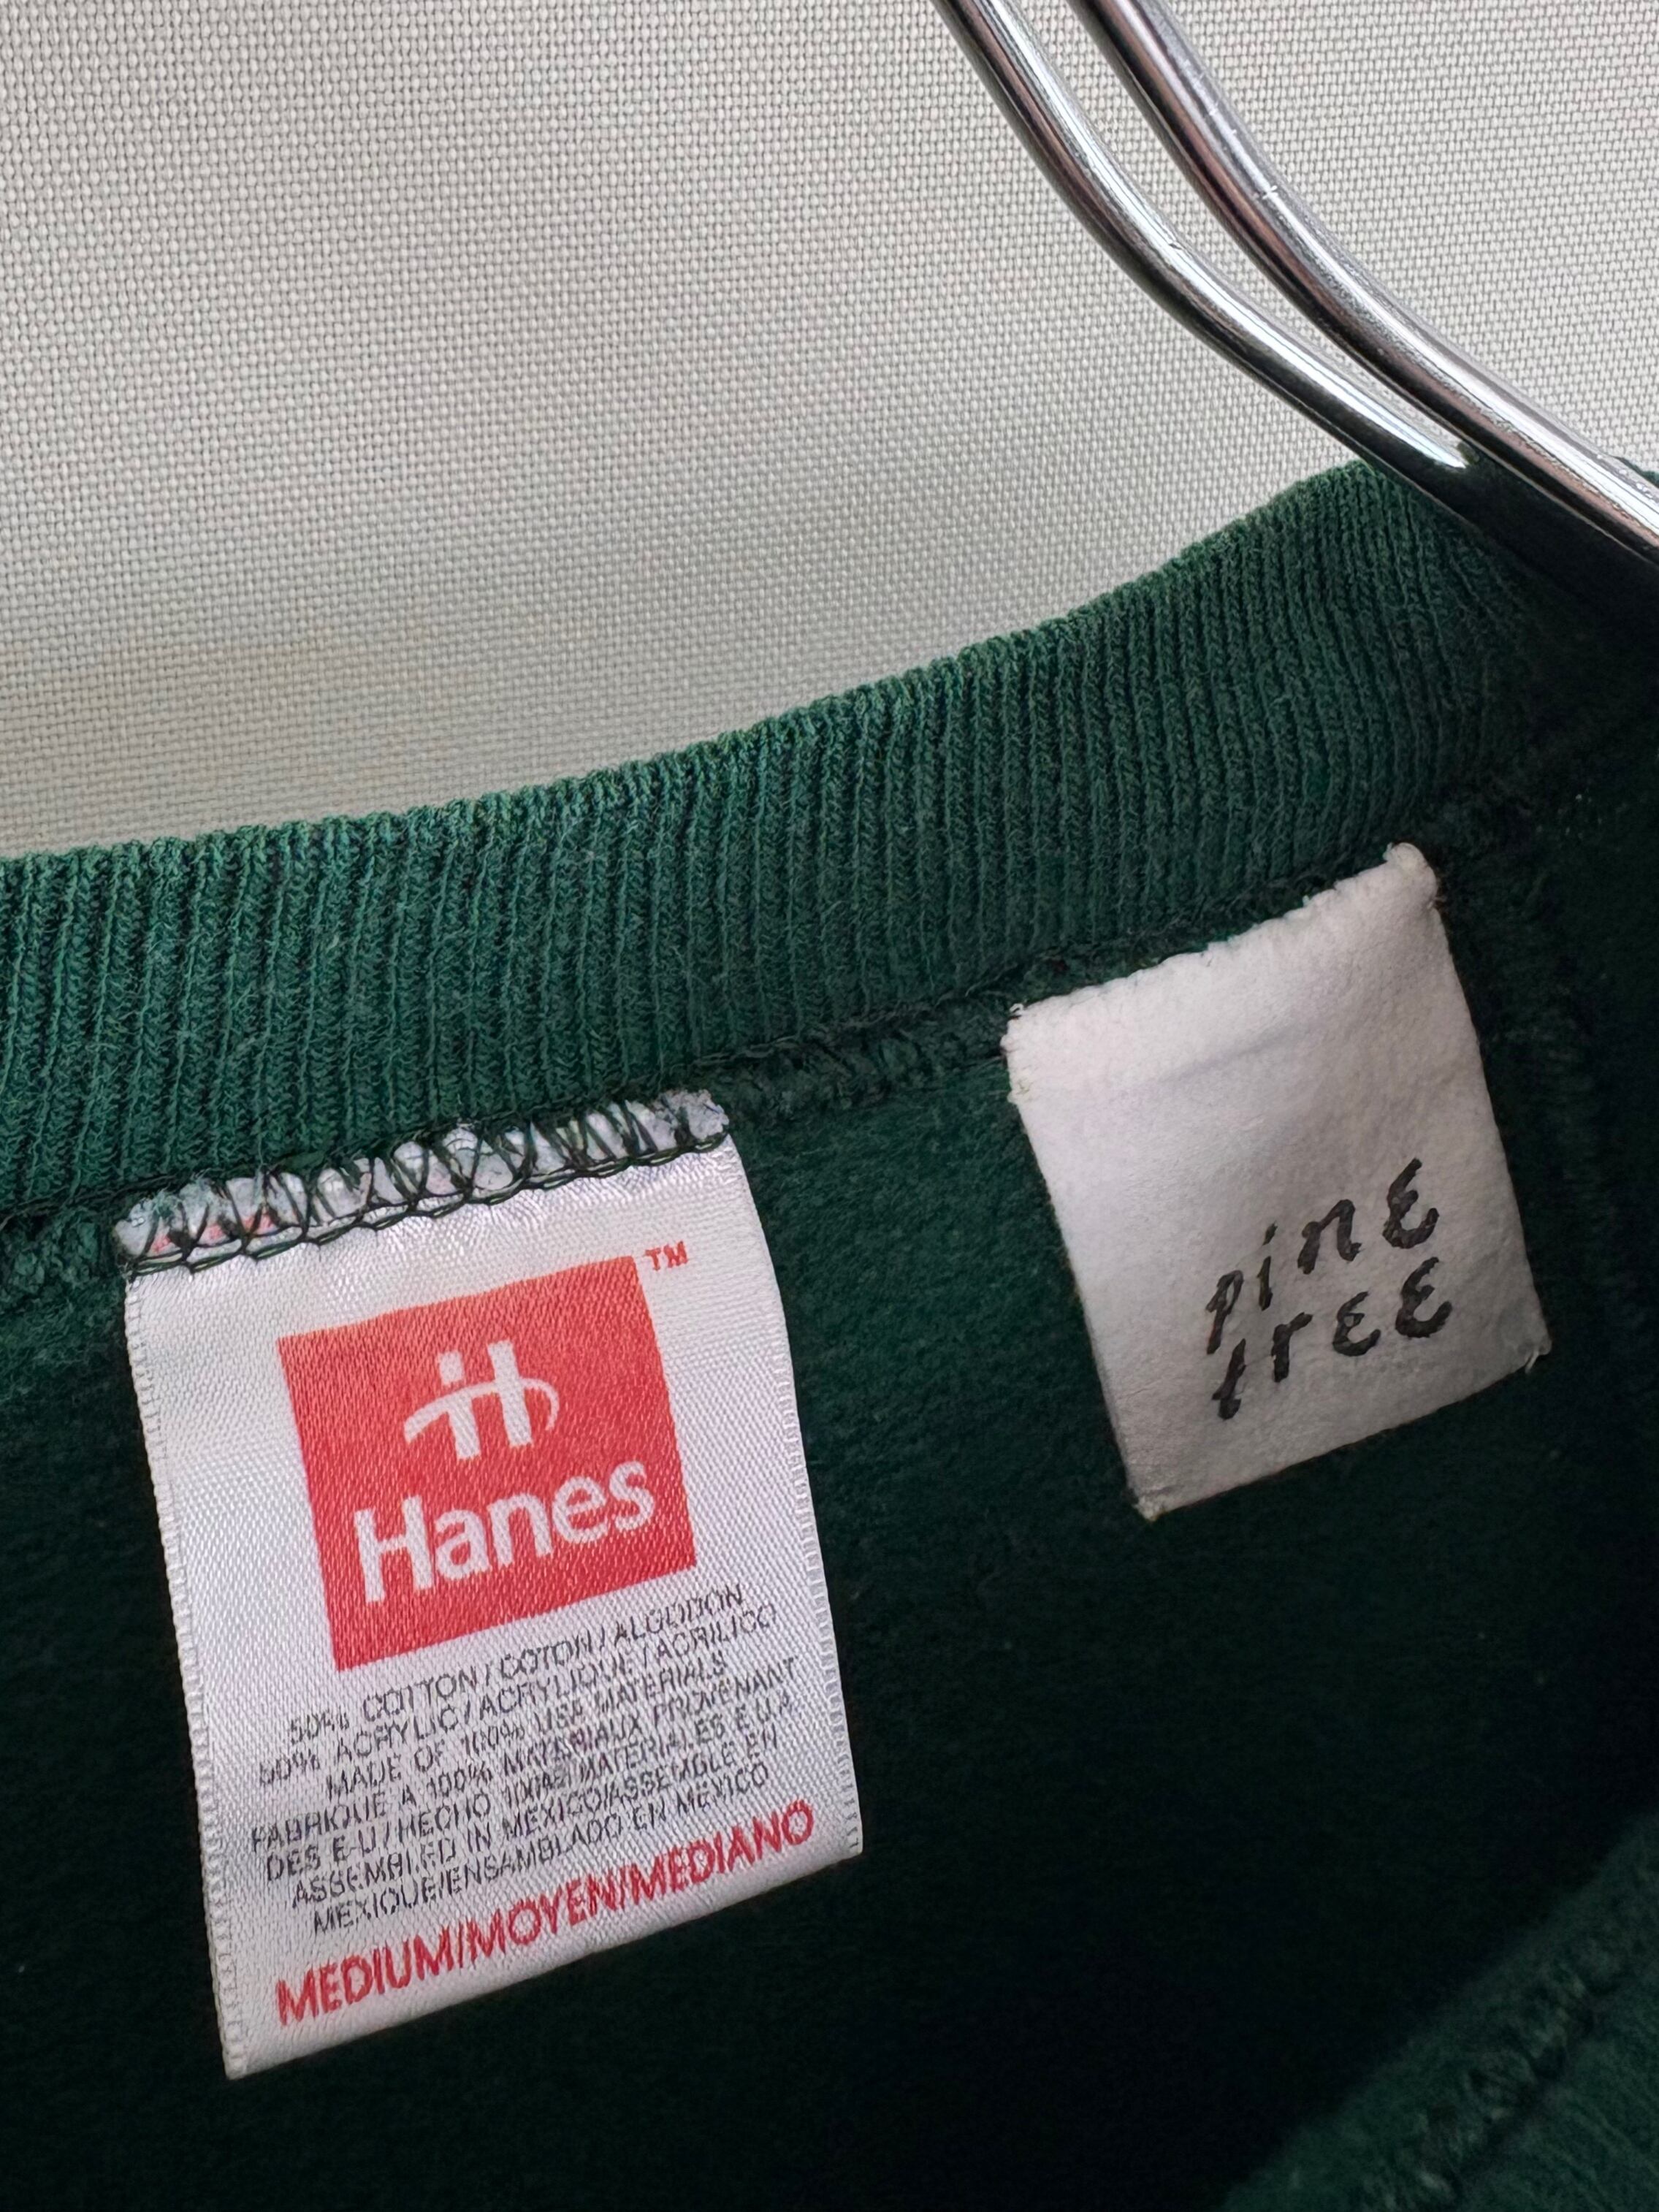 ™
Hanes
50% COTTON / COTON / ALGODON
50% ACRYLIC / ACRYLIQUE / ACRILICO
MADE OF 100% USA MATERIALS
FABRIQUE A 100% MATERIAUX PROVENANT
DES E-U / HECHO 100% MATERIALES E.U.A.
ASSEMBLED IN MEXICO/ASSEMBLE EN
MEXIQUE/ENSAMBLADO EN MEXICO
MEDIUM/MOYEN/MEDIANO
pine
tree